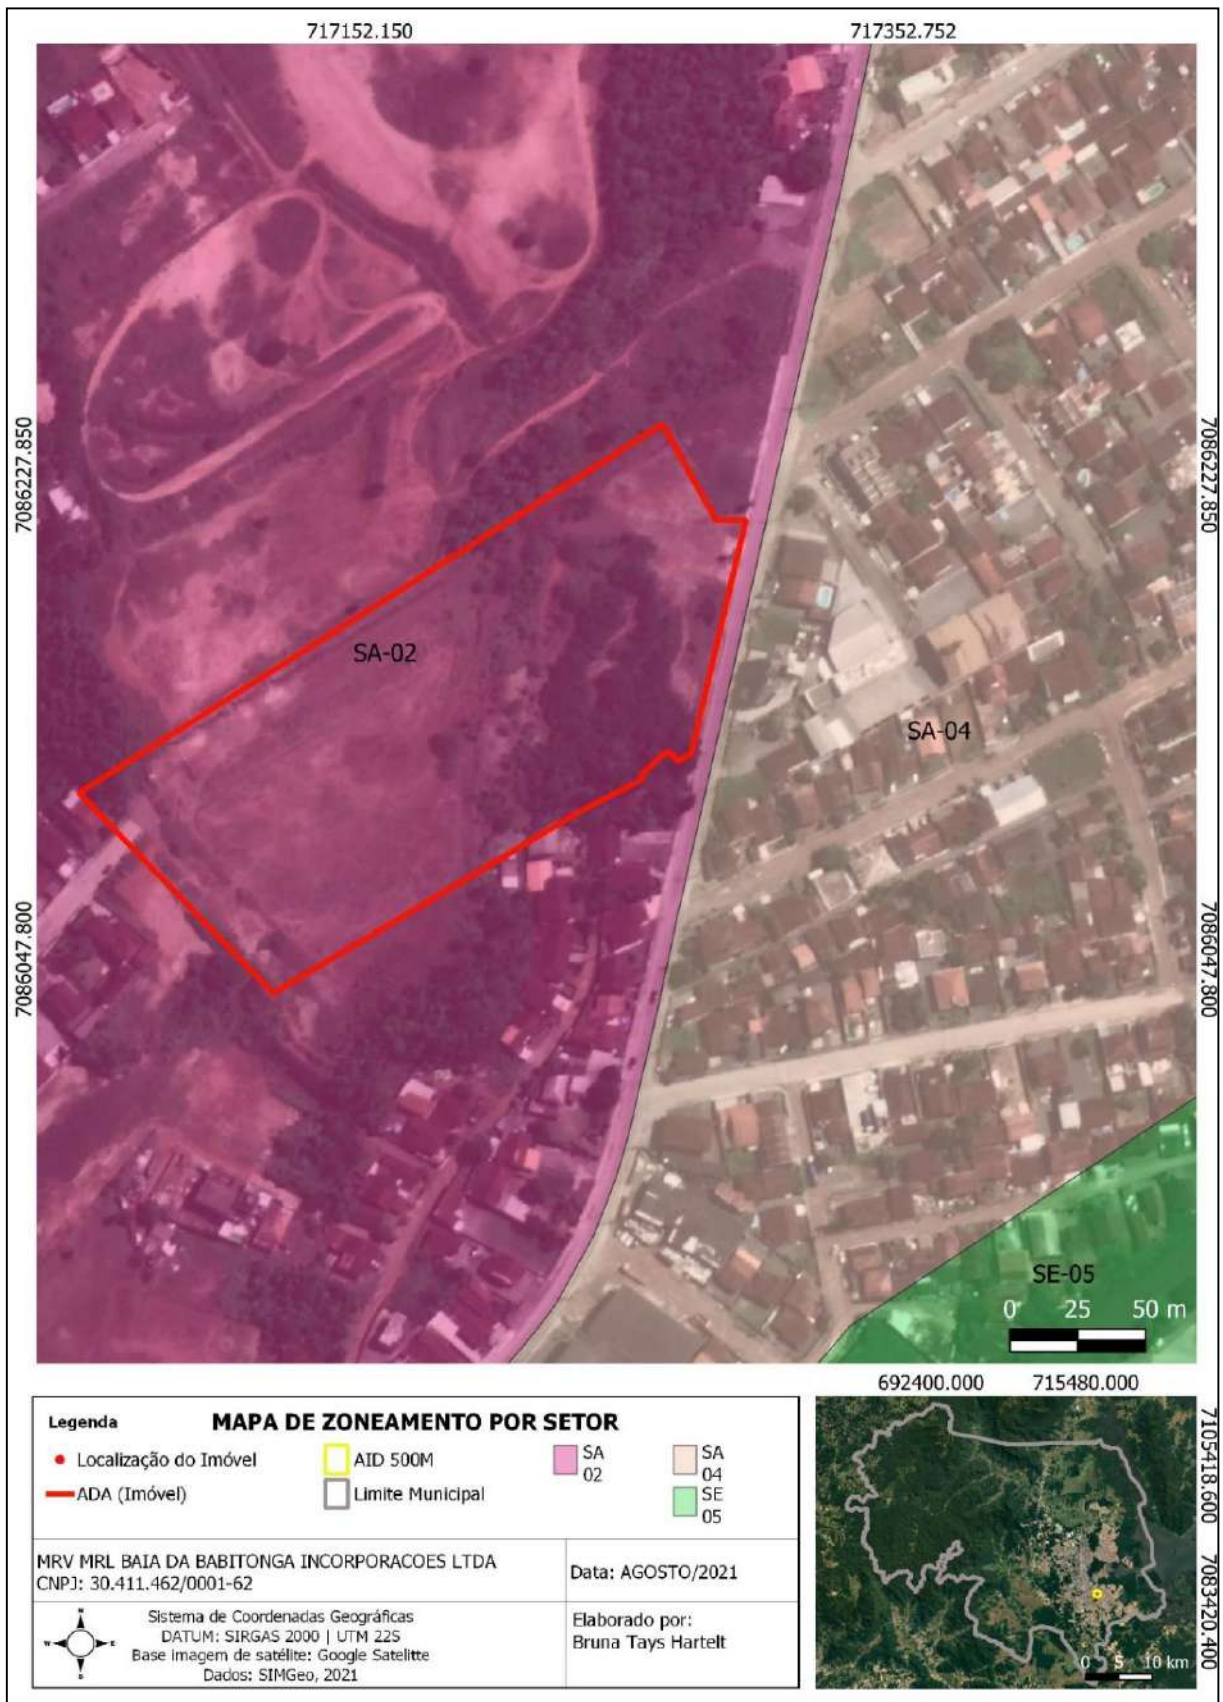 717152.150
717352.752
7086227.850
7086227.850
SA-02
SA-04
7086047.800
7086047.800
SE-05
0 25 50 m
692400.000 715480.000
Legenda
MAPA DE ZONEAMENTO POR SETOR
Localização do Imóvel
ADA (Imóvel)
AID 500M
Limite Municipal
SA
02
SA
04
SE
05
MRV MRL BAIA DA BABITONGA INCORPORACOES LTDA
CNPJ: 30.411.462/0001-62
Data: AGOSTO/2021
N
W E
S
Sistema de Coordenadas Geográficas
DATUM: SIRGAS 2000 | UTM 22S
Base imagem de satélite: Google Satelitte
Dados: SIMGeo, 2021
Elaborado por:
Bruna Tays Hartelt
7105418.600
7083420.400
0 5 10 km